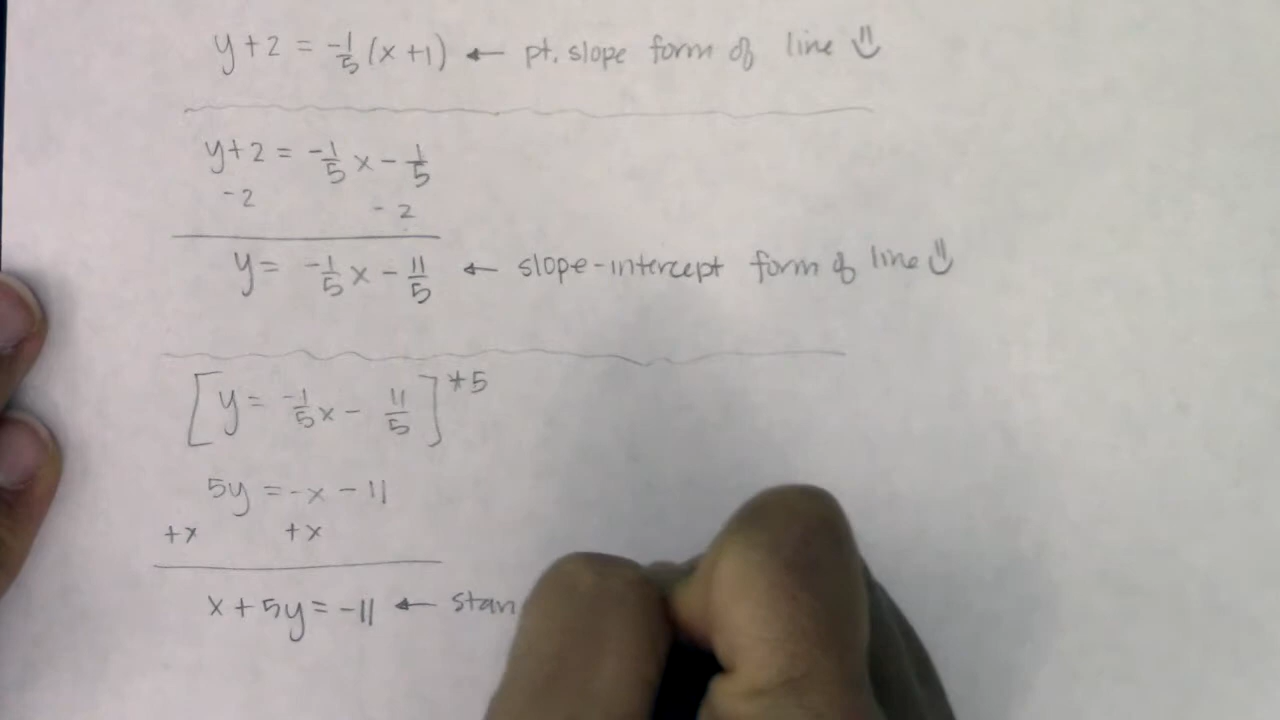 y+2 = -1/5 (x+1) ← pt. slope form of line
y+2 = -1/5 x - 1/5
-2 -2
y = -1/5 x - 11/5 ← slope-intercept form of line
[y = -1/5 x - 11/5] *5
5y = -x - 11
+x +x
x + 5y = -11 ← stan